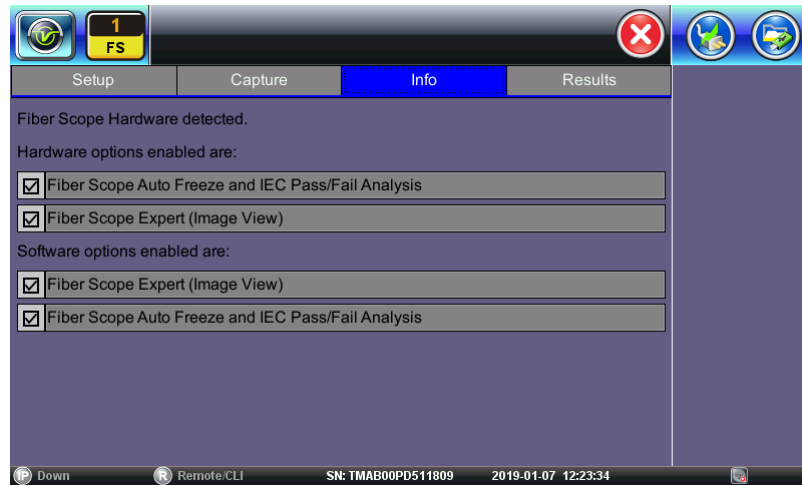 1
FS
Setup Capture Info Results
Fiber Scope Hardware detected.
Hardware options enabled are:
Fiber Scope Auto Freeze and IEC Pass/Fail Analysis
Fiber Scope Expert (Image View)
Software options enabled are:
Fiber Scope Expert (Image View)
Fiber Scope Auto Freeze and IEC Pass/Fail Analysis
IP Down R Remote/CLI SN: TMAB00PD511809 2019-01-07 12:23:34